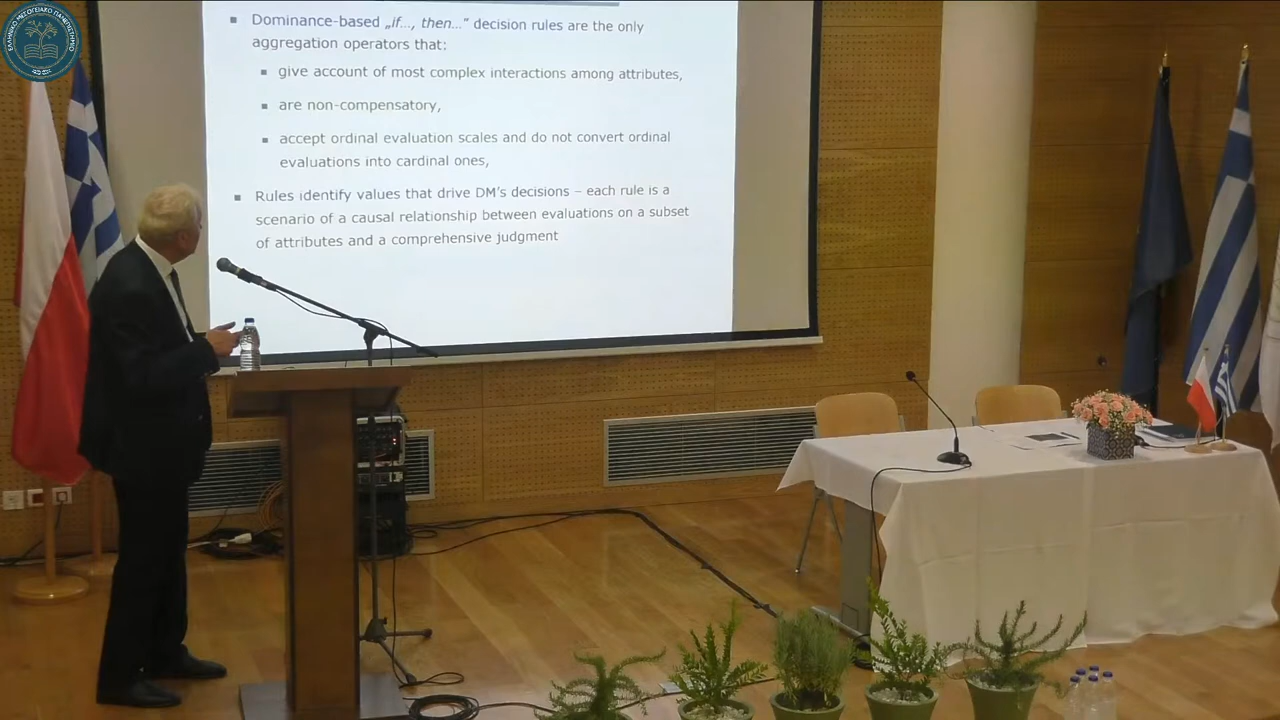 ΕΛΛΗΝΙΚΟ ΜΕΣΟΓΕΙΑΚΟ ΠΑΝΕΠΙΣΤΗΜΙΟ
▪ Dominance-based „if…, then…” decision rules are the only
aggregation operators that:
▪ give account of most complex interactions among attributes,
▪ are non-compensatory,
▪ accept ordinal evaluation scales and do not convert ordinal
evaluations into cardinal ones,
▪ Rules identify values that drive DM's decisions – each rule is a
scenario of a causal relationship between evaluations on a subset
of attributes and a comprehensive judgment